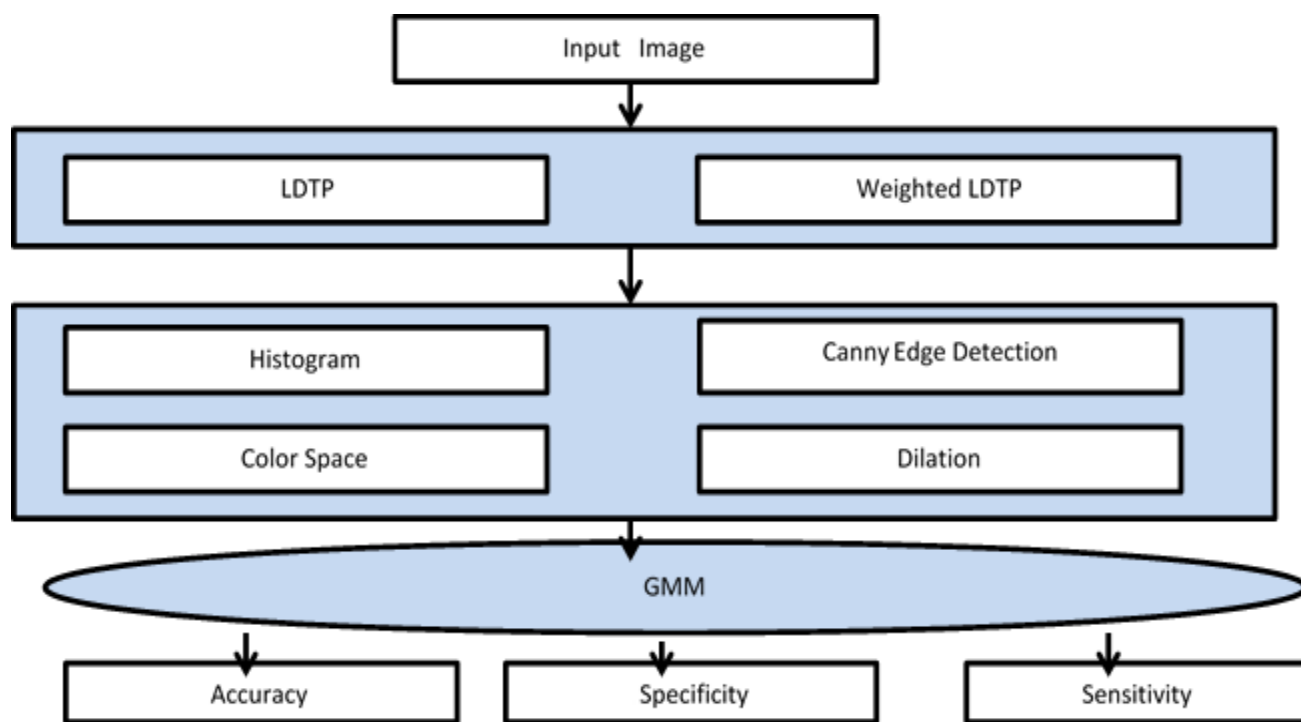 Input Image
LDTP
Weighted LDTP
Histogram
Canny Edge Detection
Color Space
Dilation
GMM
Accuracy
Specificity
Sensitivity